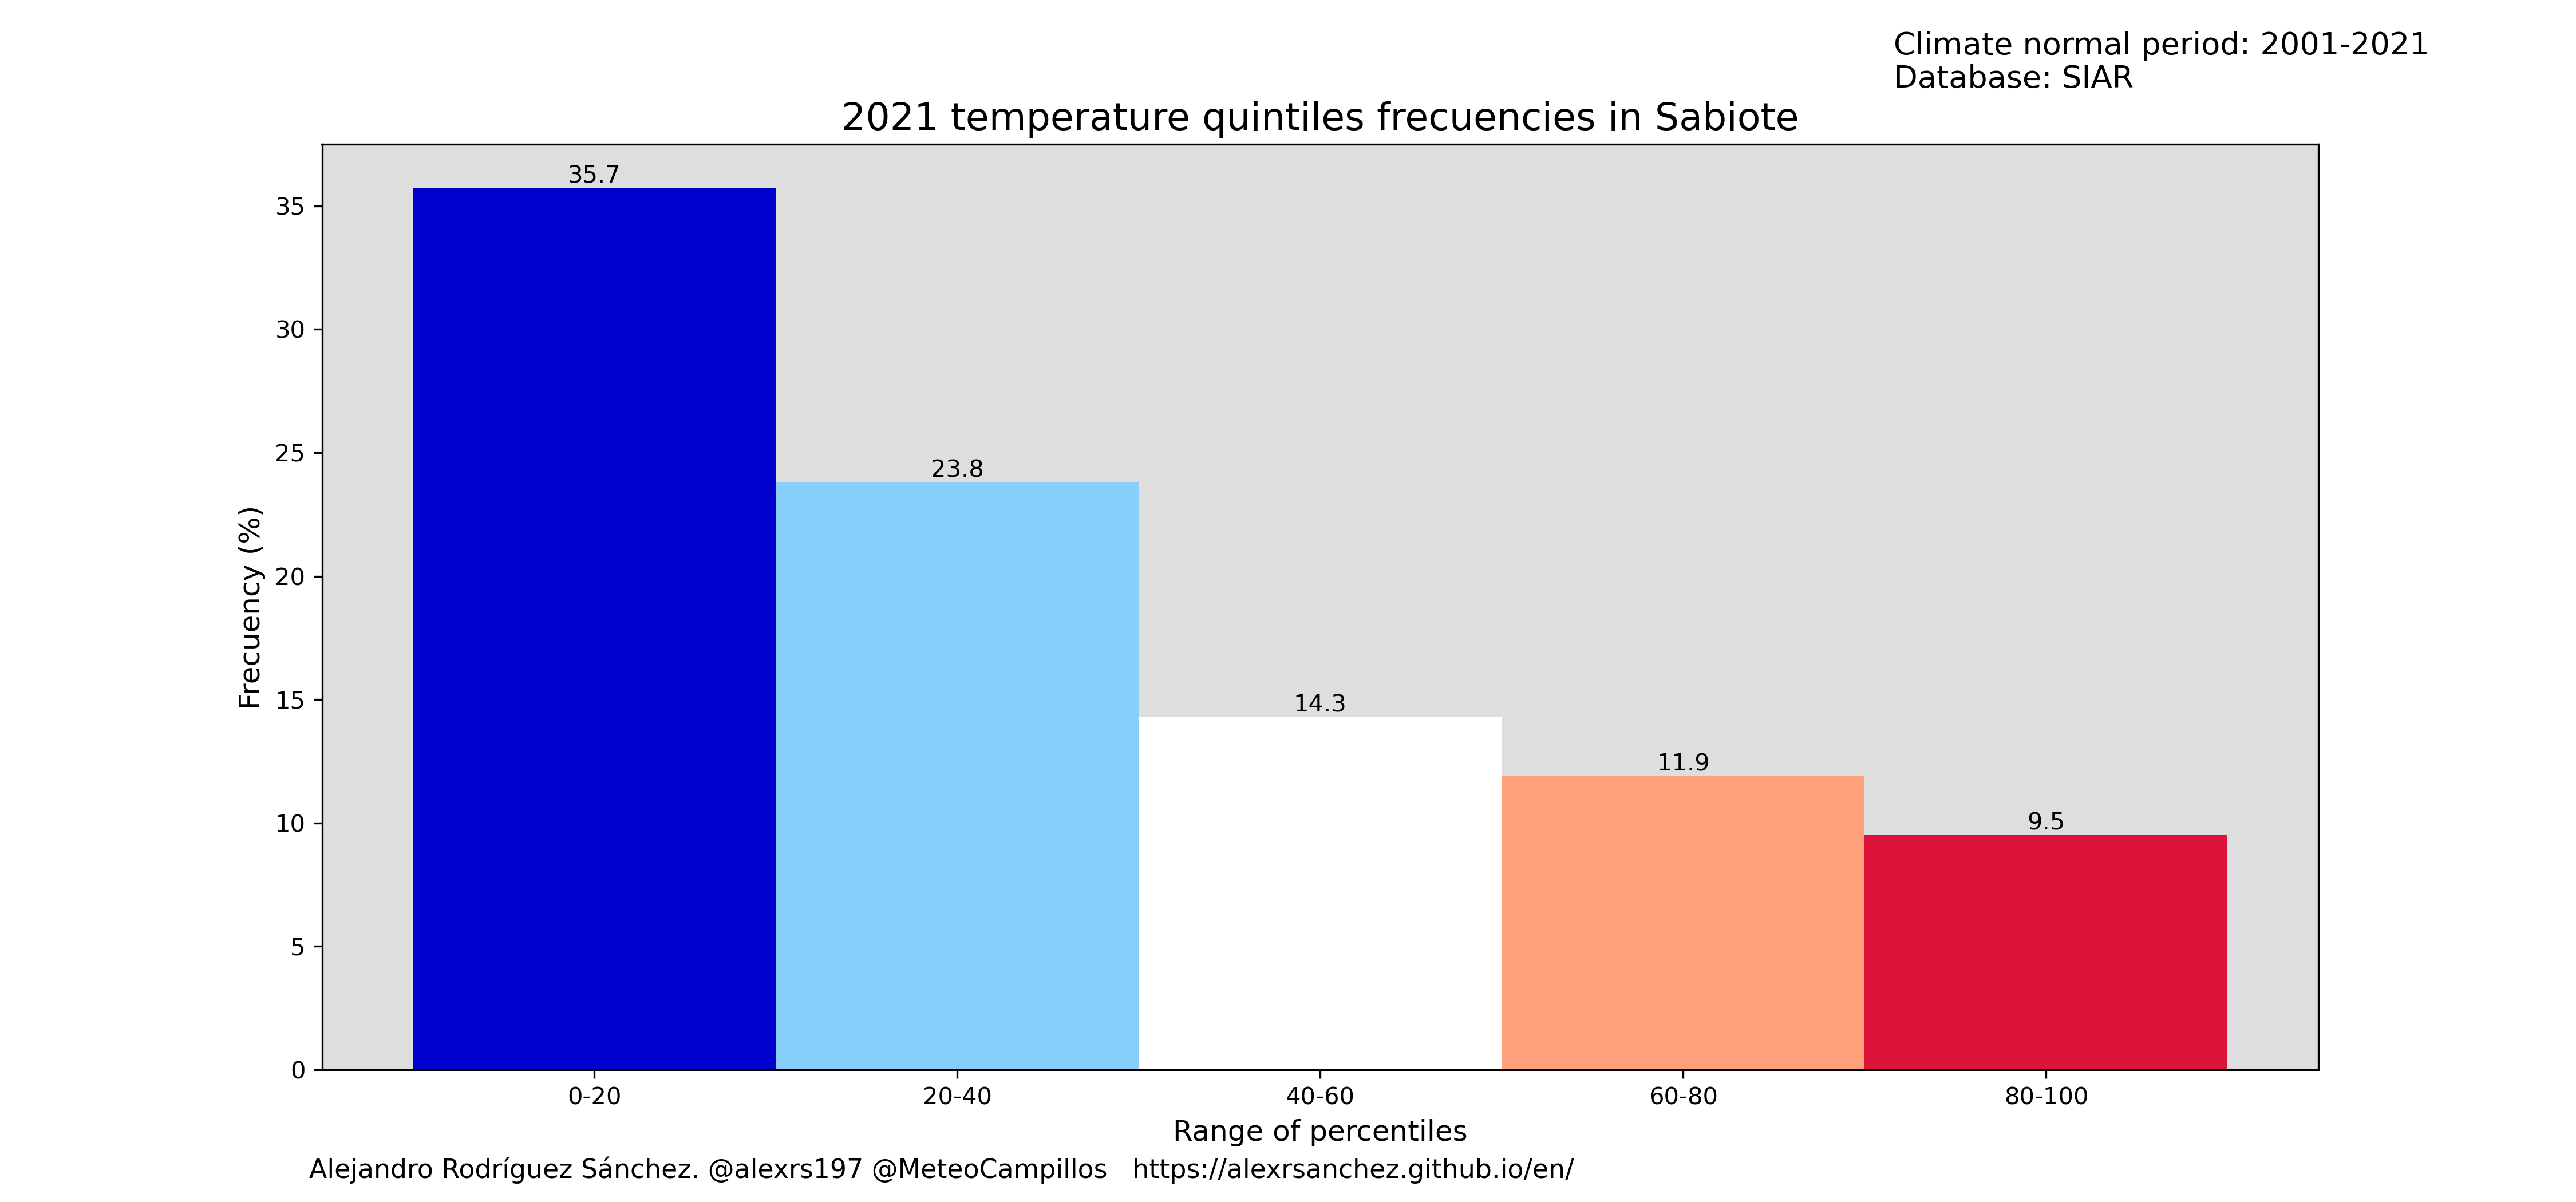 Climate normal period: 2001-2021
Database: SIAR
2021 temperature quintiles frecuencies in Sabiote
35.7
35
30
25
23.8
Frecuency (%)
20
15
14.3
11.9
10
9.5
5
0
0-20 20-40 40-60 60-80 80-100
Range of percentiles
Alejandro Rodríguez Sánchez. @alexrs197 @MeteoCampillos https://alexrsanchez.github.io/en/